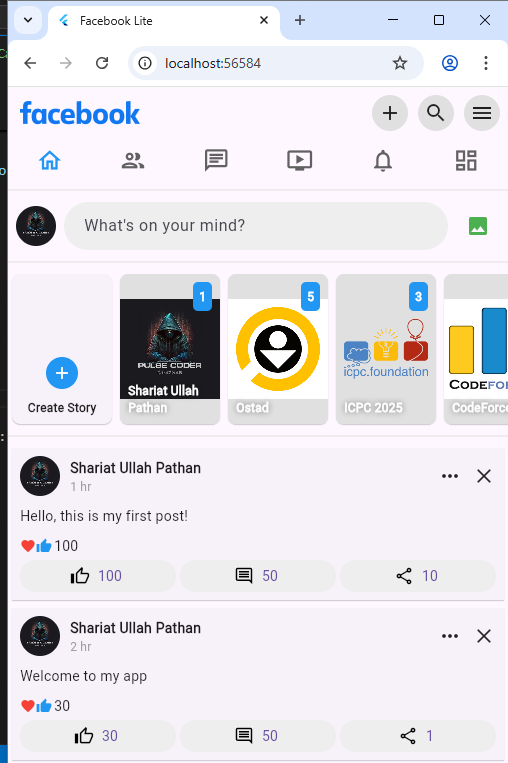 Facebook Lite
localhost:56584
facebook
What's on your mind?
1
5
3
PULSE CODER
icpc.foundation
CODEFOR
Create Story
Shariat Ullah
Pathan
Ostad
ICPC 2025
CodeForce
Shariat Ullah Pathan
1 hr
Hello, this is my first post!
100
100
50
10
Shariat Ullah Pathan
2 hr
Welcome to my app
30
30
50
1